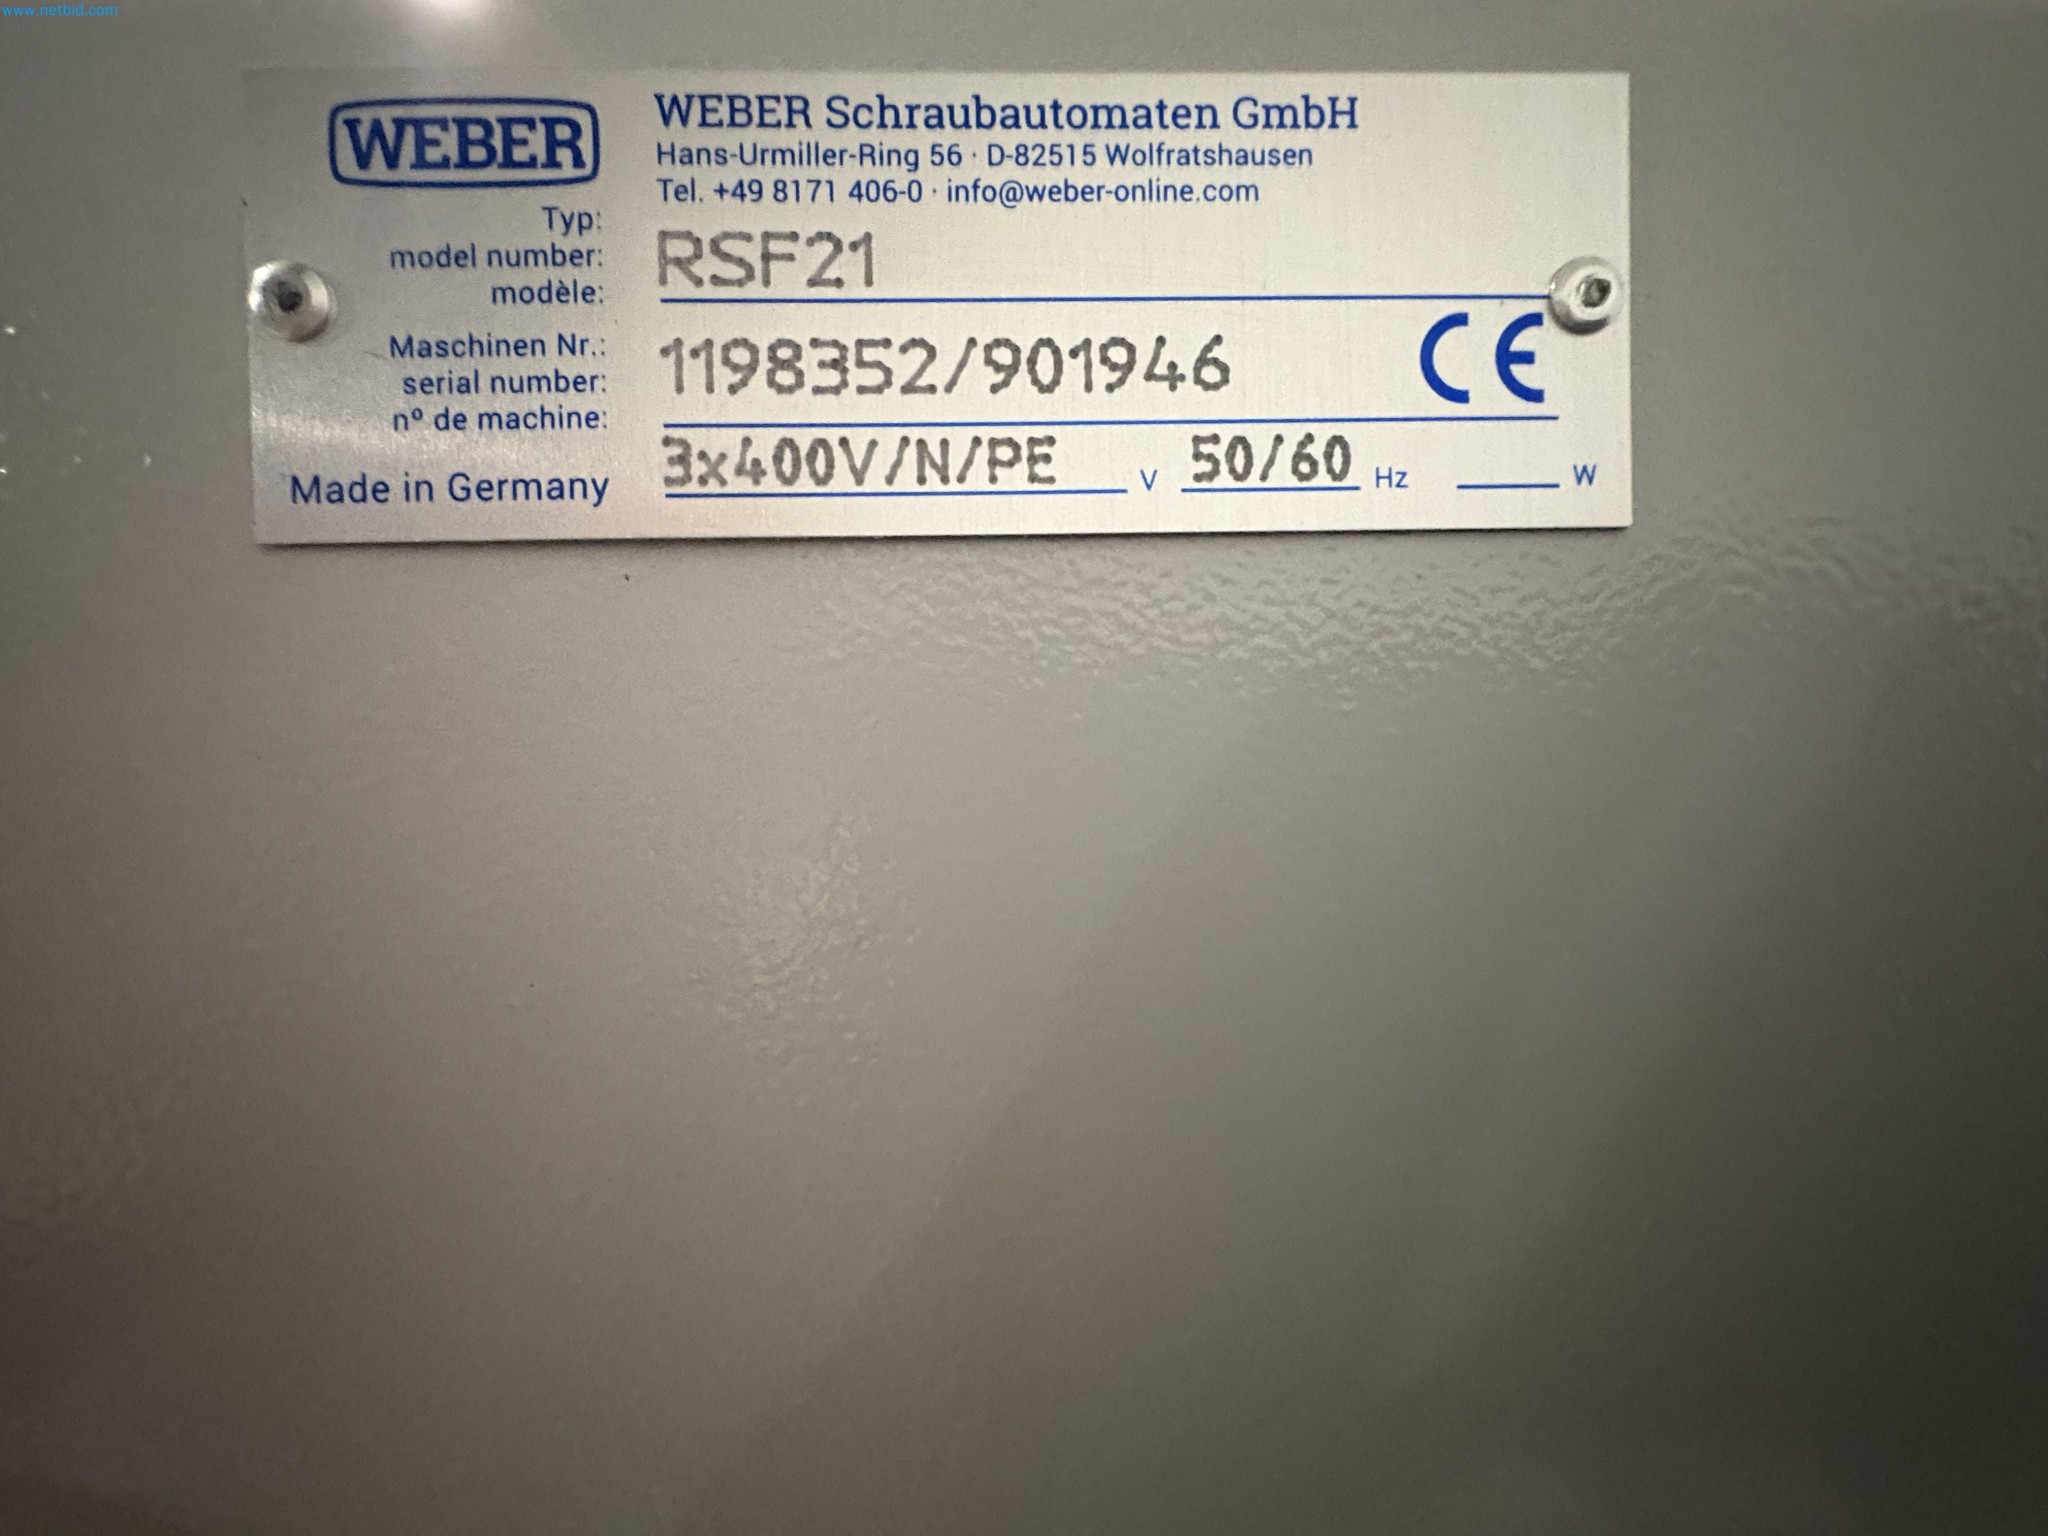 www.netbid.com
WEBER
WEBER Schraubautomaten GmbH
Hans-Urmiller-Ring 56 · D-82515 Wolfratshausen
Tel. +49 8171 406-0 · info@weber-online.com
Typ:
model number:
modèle:
RSF21
Maschinen Nr.:
serial number:
nº de machine:
1198352/901946
CE
Made in Germany
3x400V/N/PE V 50/60 Hz W